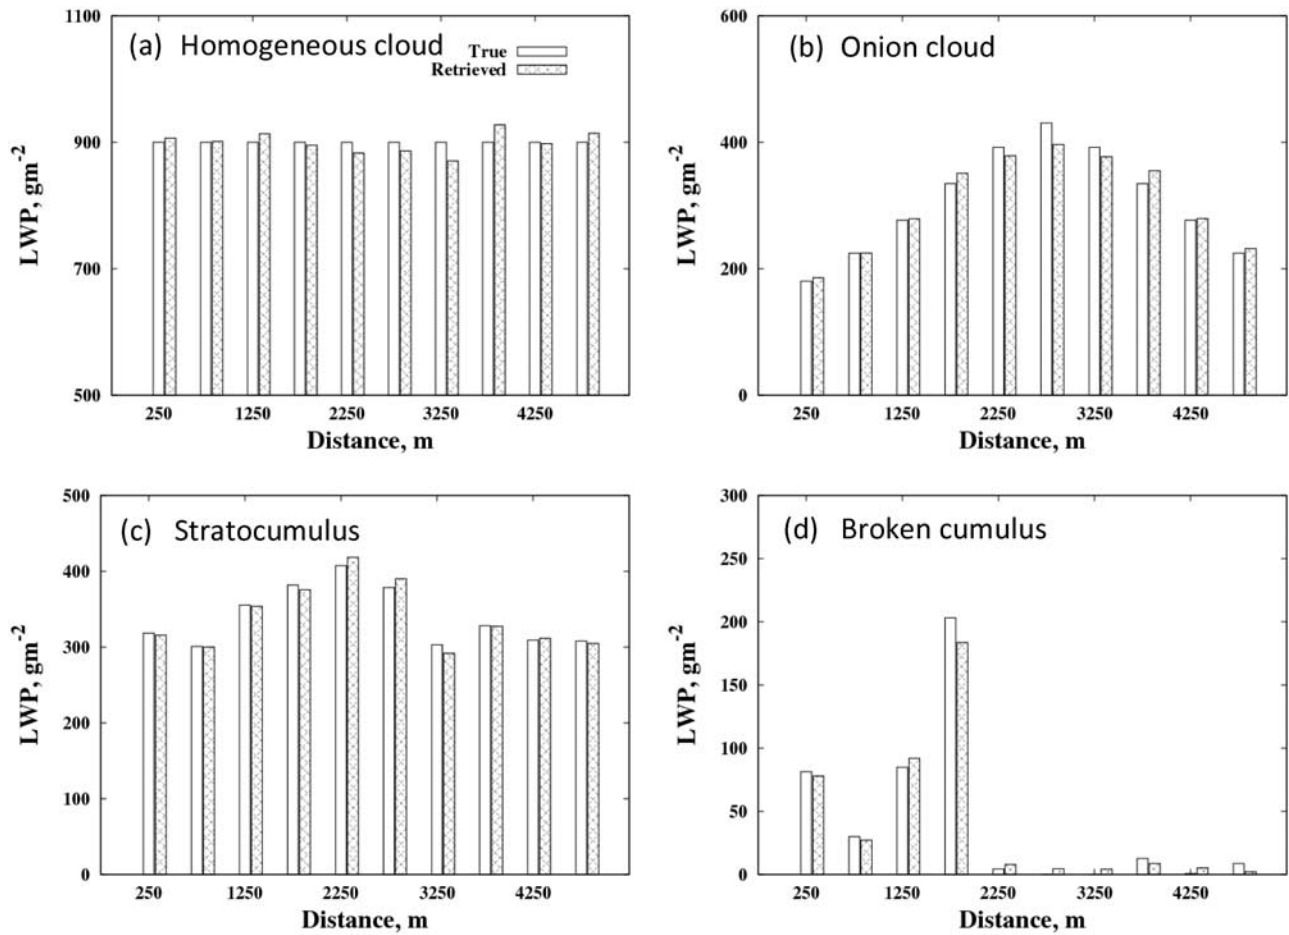 (a) Homogeneous cloud
True
Retrieved
1100
900
700
500
LWP, gm-2
250 1250 2250 3250 4250
Distance, m
(b) Onion cloud
600
400
200
0
LWP, gm-2
250 1250 2250 3250 4250
Distance, m
(c) Stratocumulus
500
400
300
200
100
0
LWP, gm-2
250 1250 2250 3250 4250
Distance, m
(d) Broken cumulus
300
250
200
150
100
50
0
LWP, gm-2
250 1250 2250 3250 4250
Distance, m